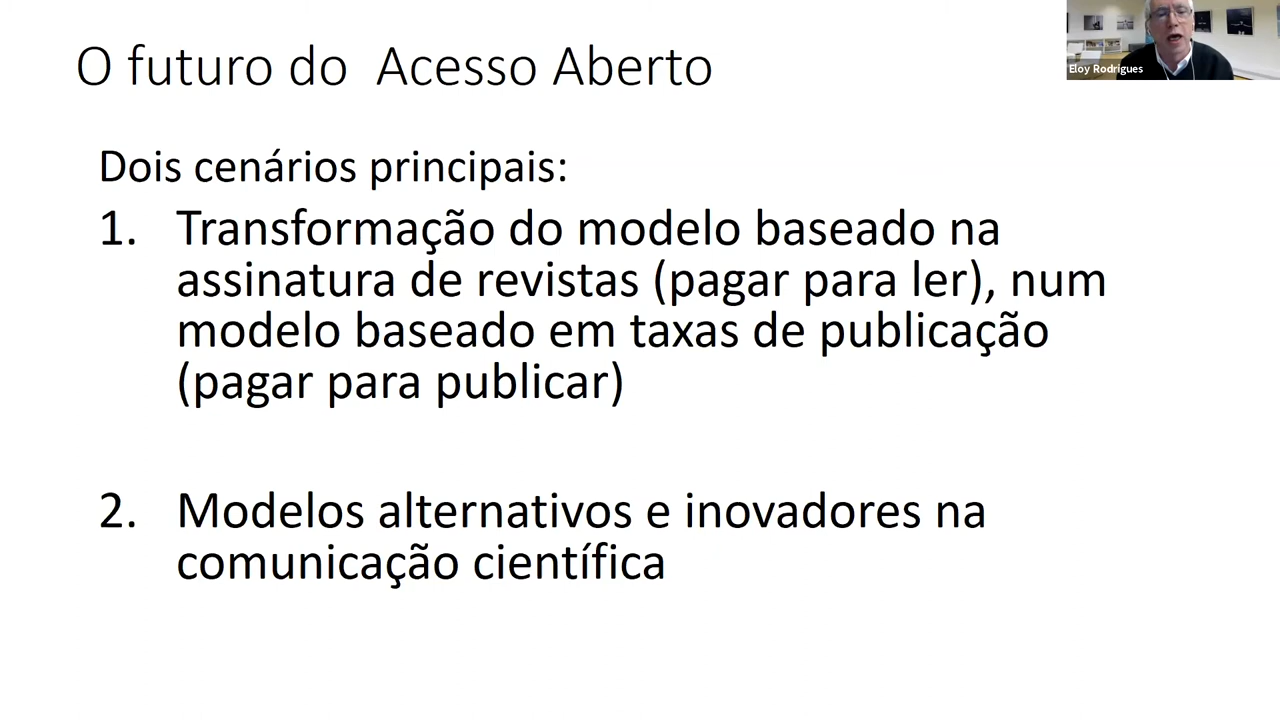 O futuro do Acesso Aberto
Eloy Rodrigues
Dois cenários principais:
1. Transformação do modelo baseado na
assinatura de revistas (pagar para ler), num
modelo baseado em taxas de publicação
(pagar para publicar)
2. Modelos alternativos e inovadores na
comunicação científica